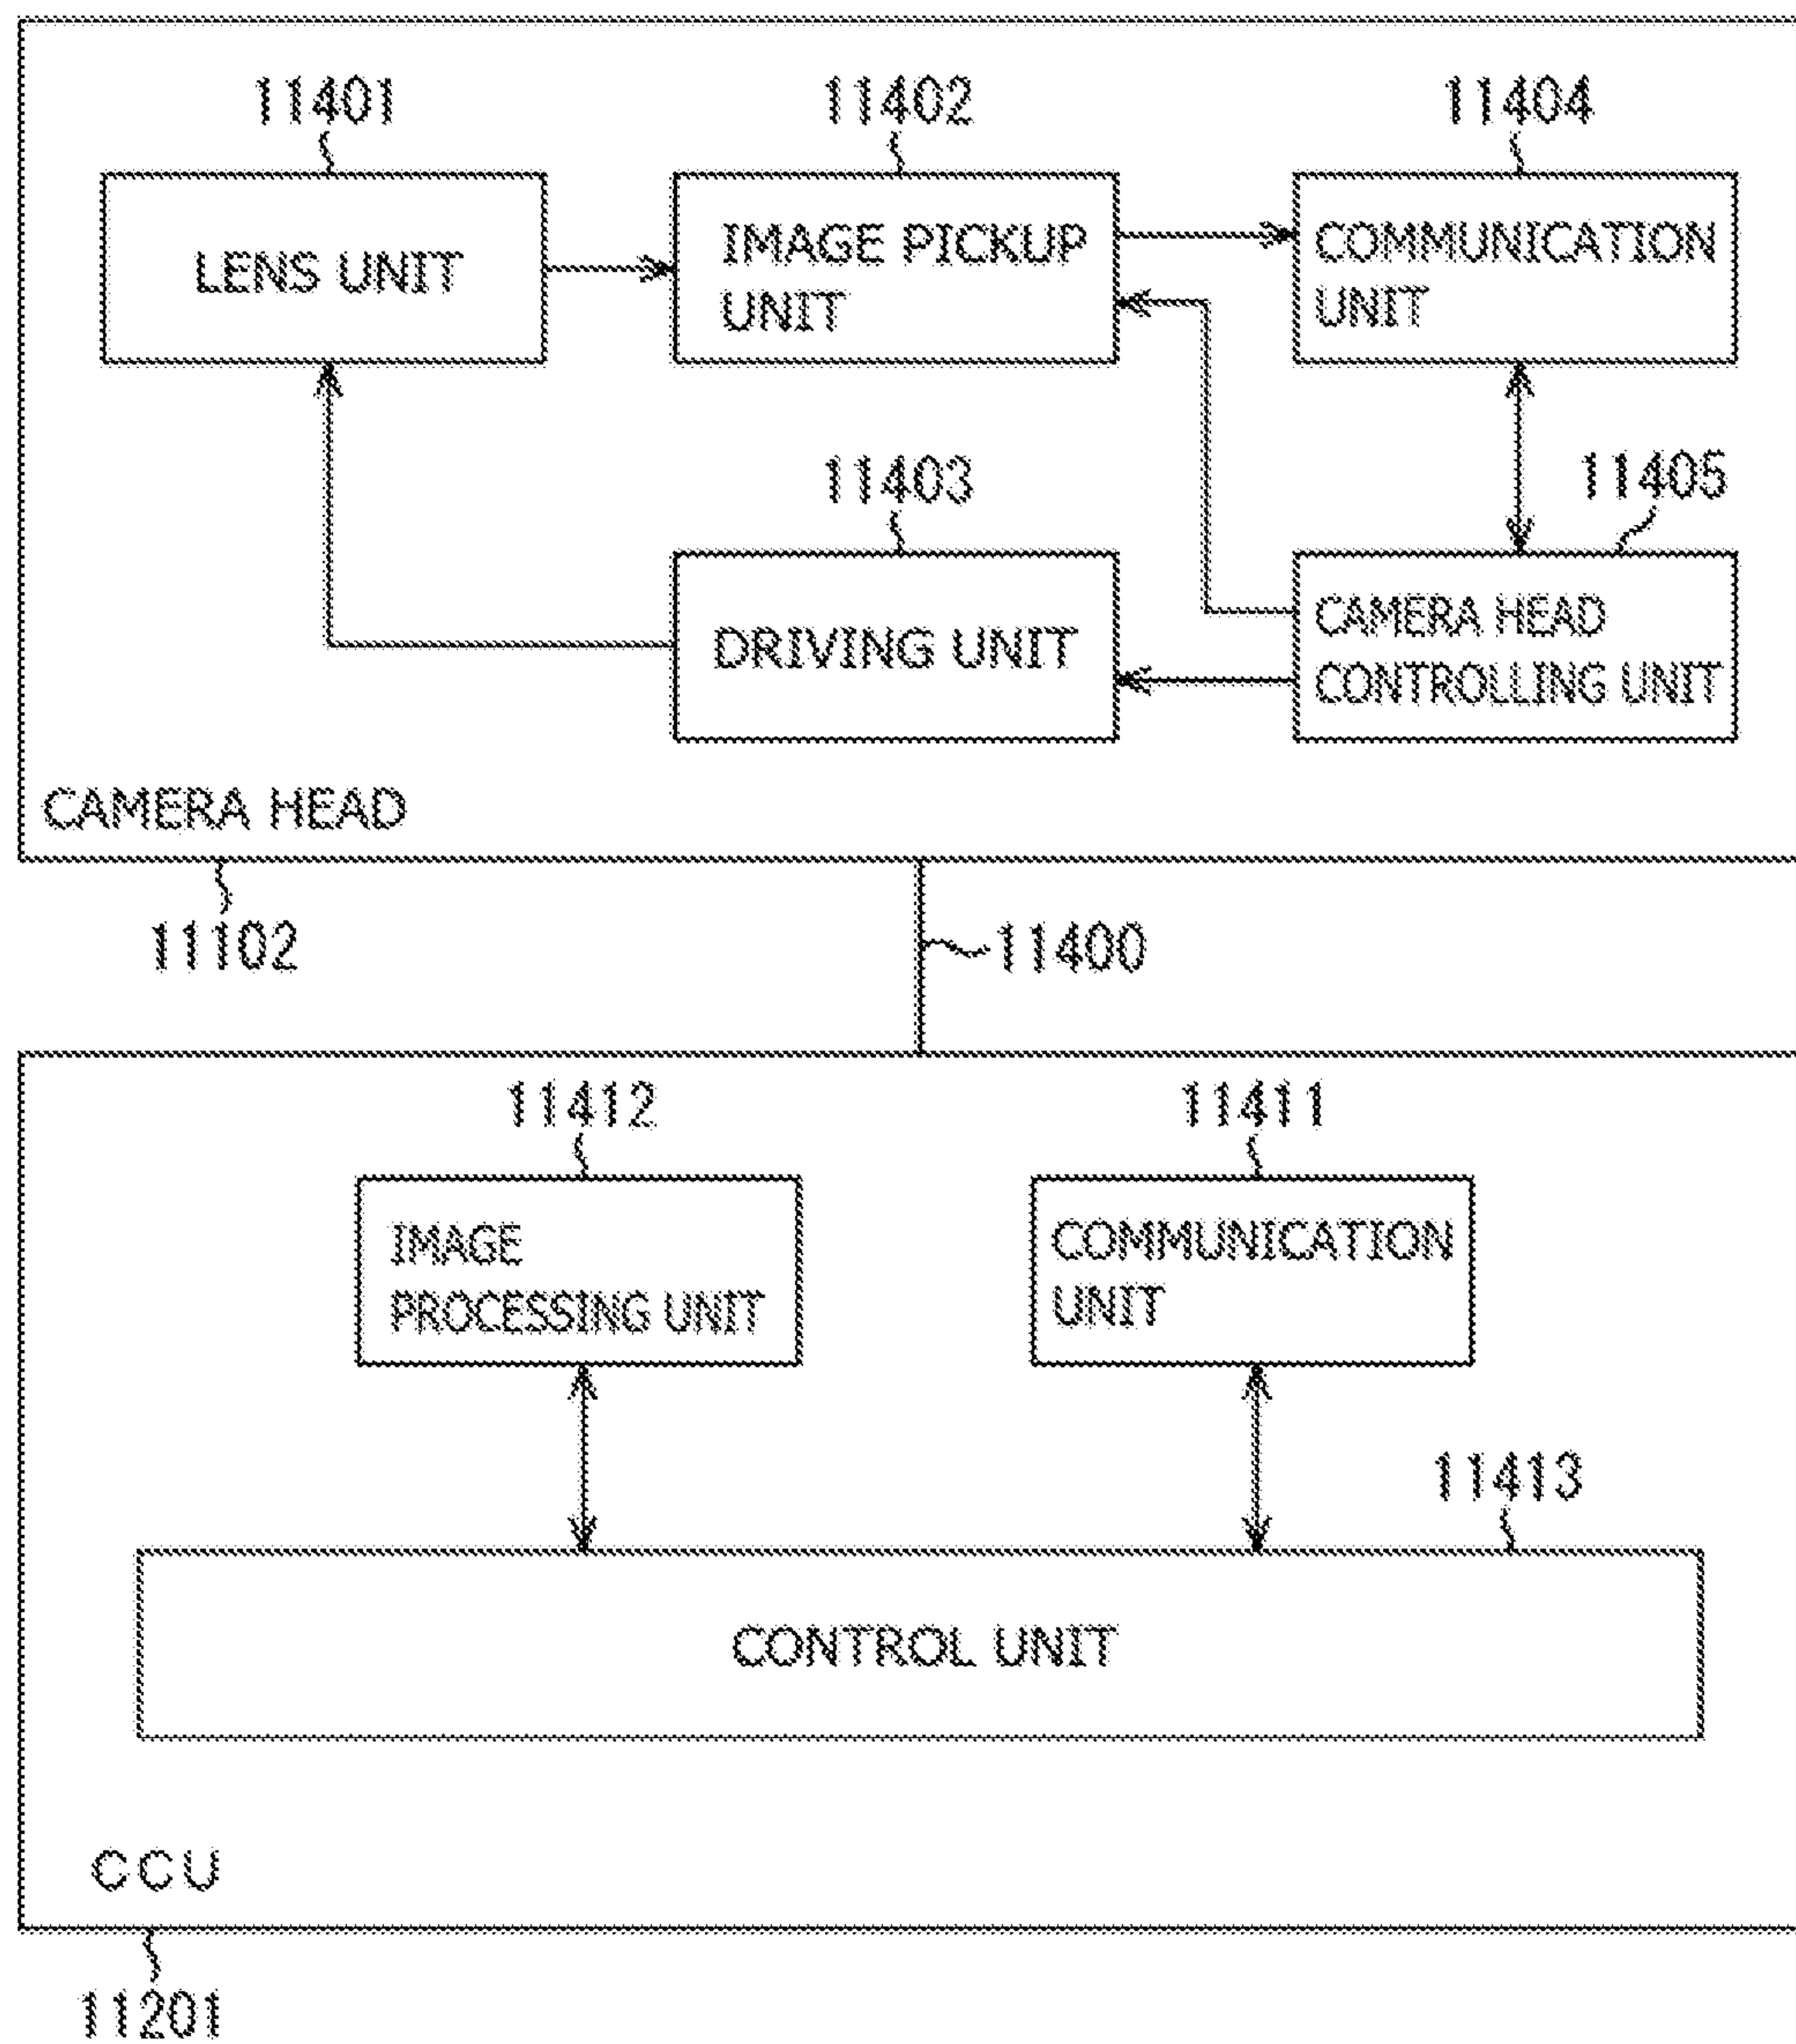 11401
11402
11404
LENS UNIT
IMAGE PICKUP
UNIT
COMMUNICATION
UNIT
11403
11405
DRIVING UNIT
CAMERA HEAD
CONTROLLING UNIT
CAMERA HEAD
11102
11400
11412
11411
IMAGE
PROCESSING UNIT
COMMUNICATION
UNIT
11413
CONTROL UNIT
CCU
11201